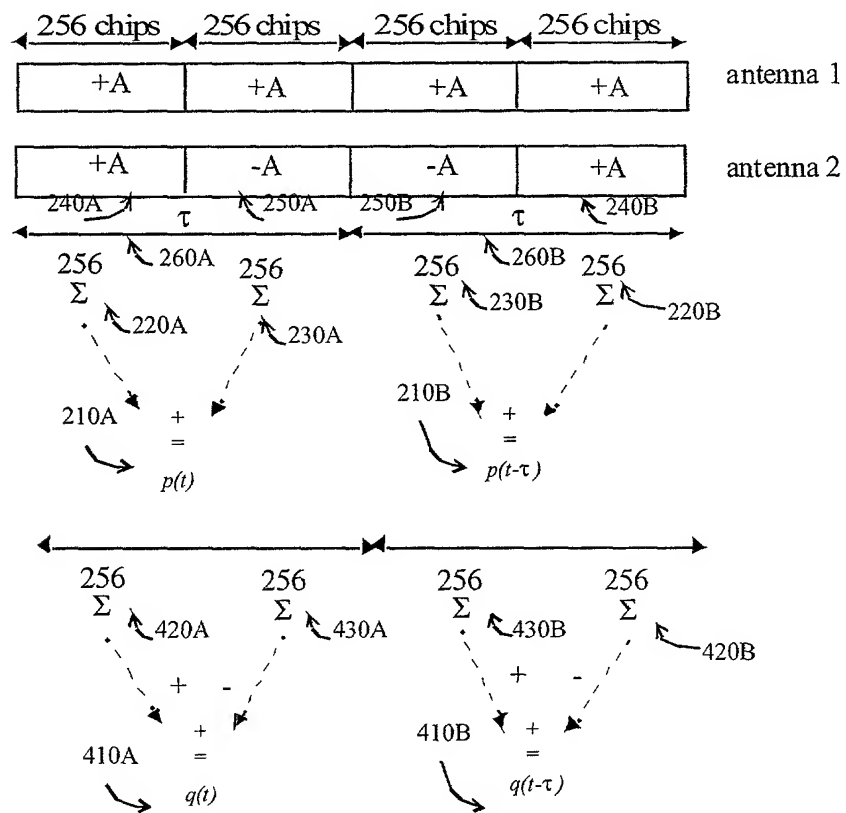 256 chips 256 chips 256 chips 256 chips
+A +A +A +A antenna 1
+A -A -A +A antenna 2
240A 250A 250B 240B
τ τ
260A 260B
256 256 256 256
Σ Σ Σ Σ
220A 230A 230B 220B
210A + 210B +
= =
p(t) p(t-τ)
256 256 256 256
Σ Σ Σ Σ
420A 430A 430B 420B
+ - + -
+ +
410A = 410B =
q(t) q(t-τ)